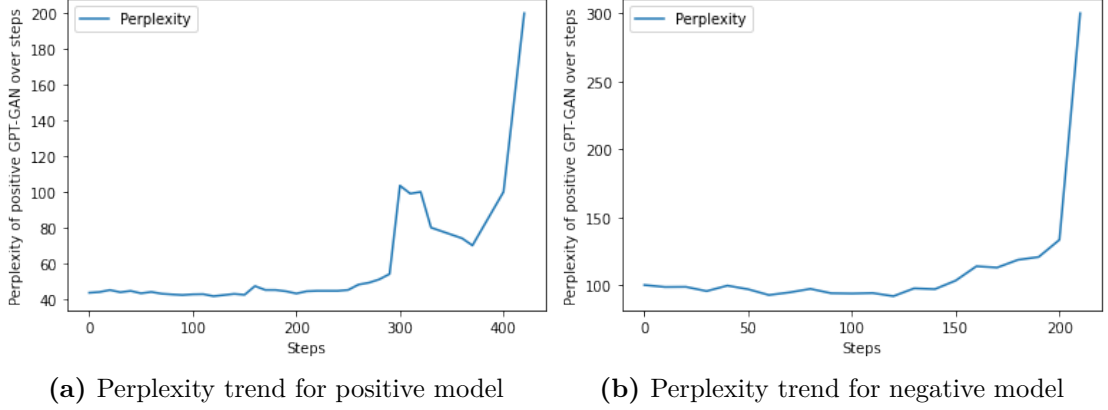 Perplexity of positive GPT-GAN over steps
200
180
160
140
120
100
80
60
40
Perplexity
0 100 200 300 400
Steps
(a) Perplexity trend for positive model
Perplexity of positive GPT-GAN over steps
300
250
200
150
100
Perplexity
0 50 100 150 200
Steps
(b) Perplexity trend for negative model